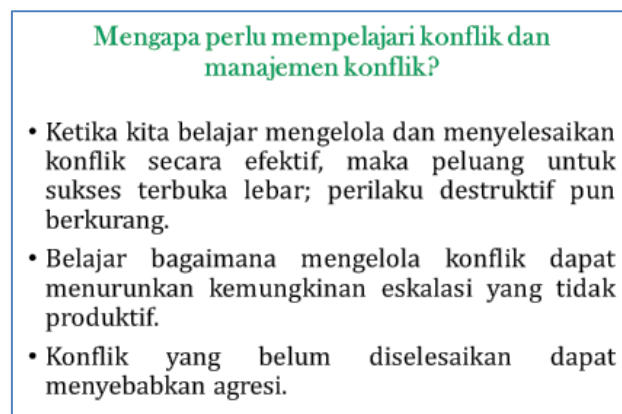 Mengapa perlu mempelajari konflik dan
manajemen konflik?
• Ketika kita belajar mengelola dan menyelesaikan
konflik secara efektif, maka peluang untuk
sukses terbuka lebar; perilaku destruktif pun
berkurang.
• Belajar bagaimana mengelola konflik dapat
menurunkan kemungkinan eskalasi yang tidak
produktif.
• Konflik yang belum diselesaikan dapat
menyebabkan agresi.